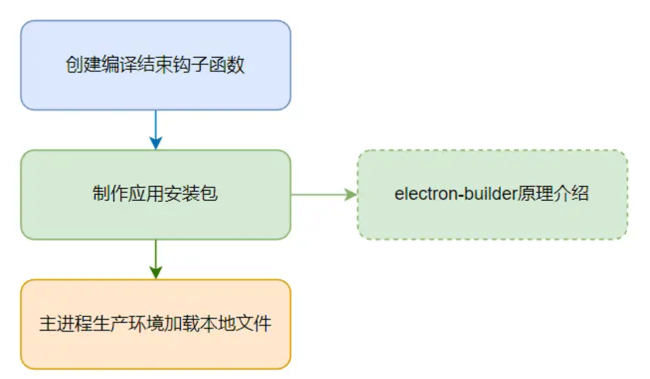 创建编译结束钩子函数
制作应用安装包
electron-builder原理介绍
主进程生产环境加载本地文件